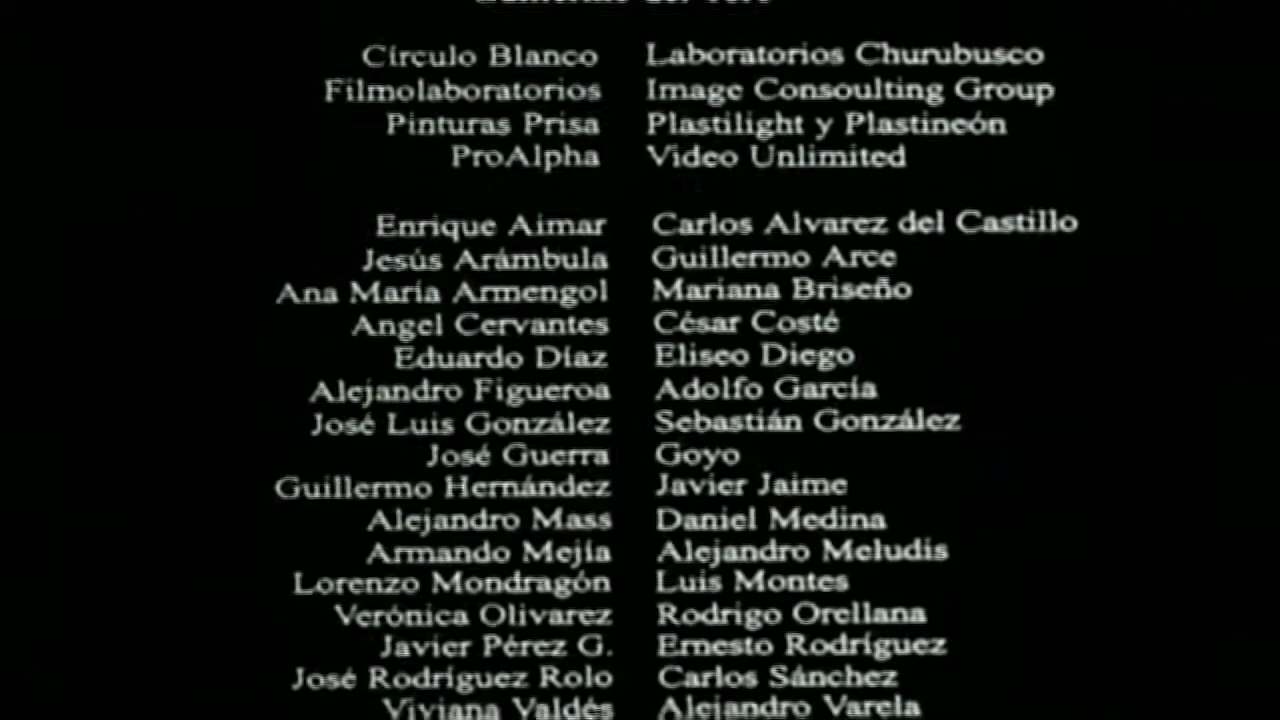 Círculo Blanco Laboratorios Churubusco
Filmolaboratorios Image Consoulting Group
Pinturas Prisa Plastilight y Plastineón
ProAlpha Video Unlimited
Enrique Aimar Carlos Alvarez del Castillo
Jesús Arámbula Guillermo Arce
Ana María Armengol Mariana Briseño
Angel Cervantes César Costé
Eduardo Díaz Eliseo Diego
Alejandro Figueroa Adolfo García
José Luis González Sebastián González
José Guerra Goyo
Guillermo Hernández Javier Jaime
Alejandro Mass Daniel Medina
Armando Mejía Alejandro Meludis
Lorenzo Mondragón Luis Montes
Verónica Olivarez Rodrigo Orellana
Javier Pérez G. Ernesto Rodríguez
José Rodríguez Rolo Carlos Sánchez
Viviana Valdés Alejandro Varela